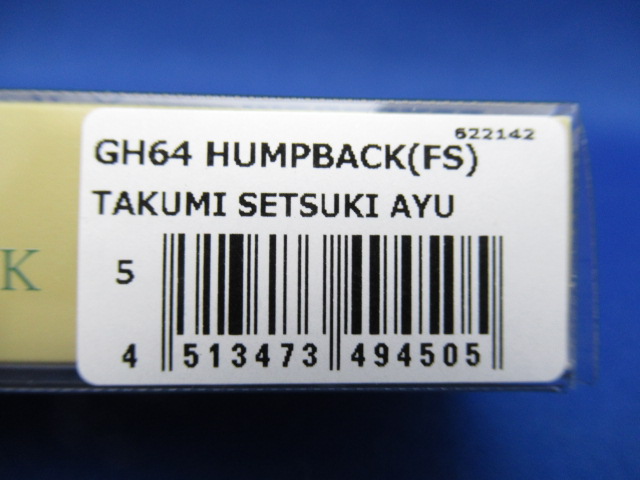 622142
GH64 HUMPBACK(FS)
TAKUMI SETSUKI AYU
K
5
4 513473 494505